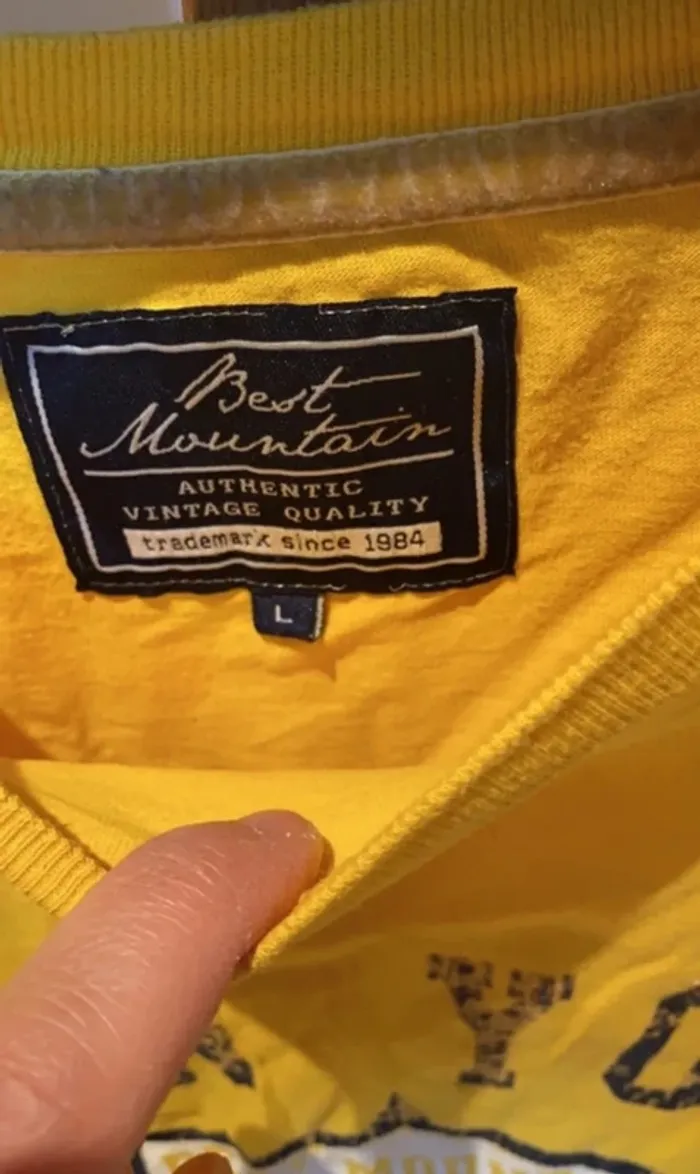 Best
Mountain
AUTHENTIC
VINTAGE QUALITY
trademark since 1984
L
Y